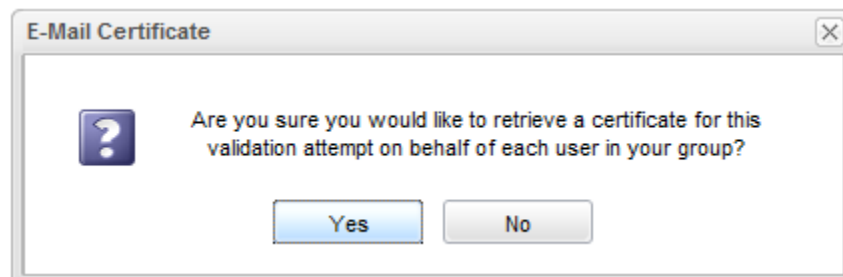 E-Mail Certificate
Are you sure you would like to retrieve a certificate for this
validation attempt on behalf of each user in your group?
Yes
No